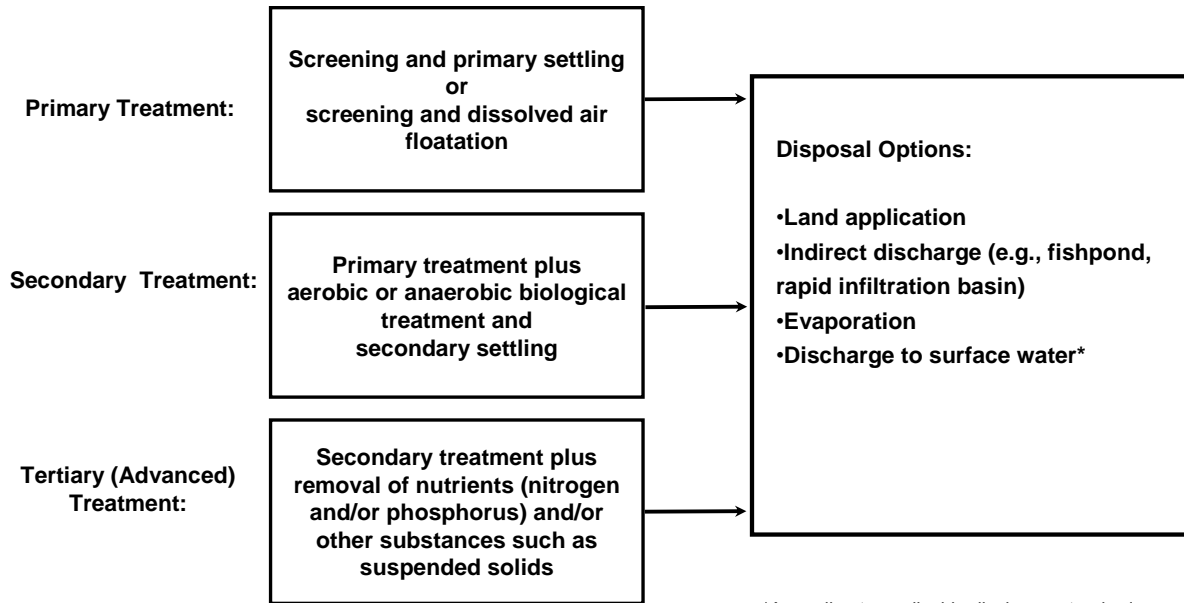 Primary Treatment:
Screening and primary settling
or
screening and dissolved air
floatation
Secondary Treatment:
Primary treatment plus
aerobic or anaerobic biological
treatment and
secondary settling
Tertiary (Advanced)
Treatment:
Secondary treatment plus
removal of nutrients (nitrogen
and/or phosphorus) and/or
other substances such as
suspended solids
Disposal Options:
•Land application
•Indirect discharge (e.g., fishpond,
rapid infiltration basin)
•Evaporation
•Discharge to surface water*